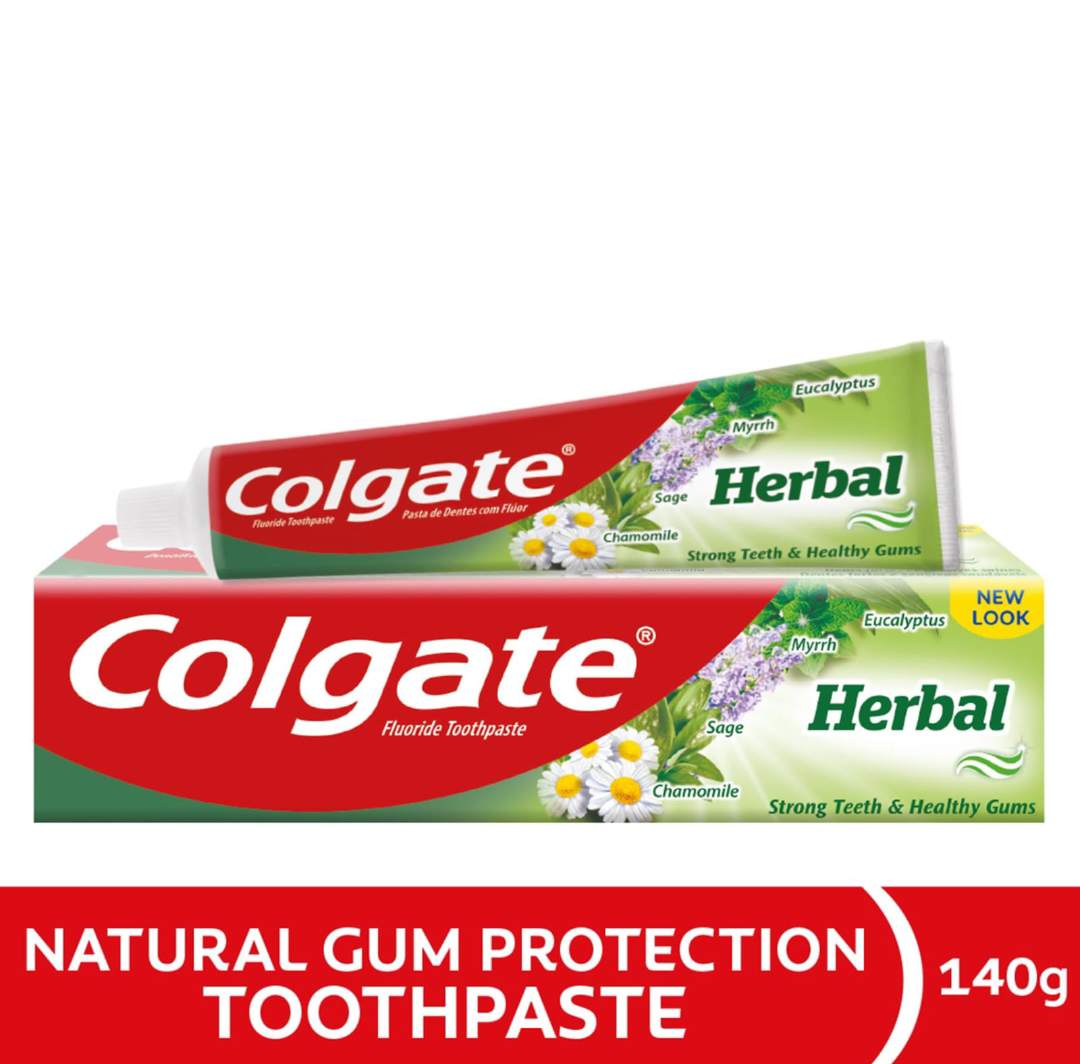 Eucalyptus
Myrrh
Colgate®
Herbal
Sage
Fluoride Toothpaste
Pasta de Dentes com Flúor
Chamomile
Strong Teeth & Healthy Gums
NEW
LOOK
Eucalyptus
Colgate®
Myrrh
Herbal
Fluoride Toothpaste
Sage
Chamomile
Strong Teeth & Healthy Gums
NATURAL GUM PROTECTION
TOOTHPASTE
140g